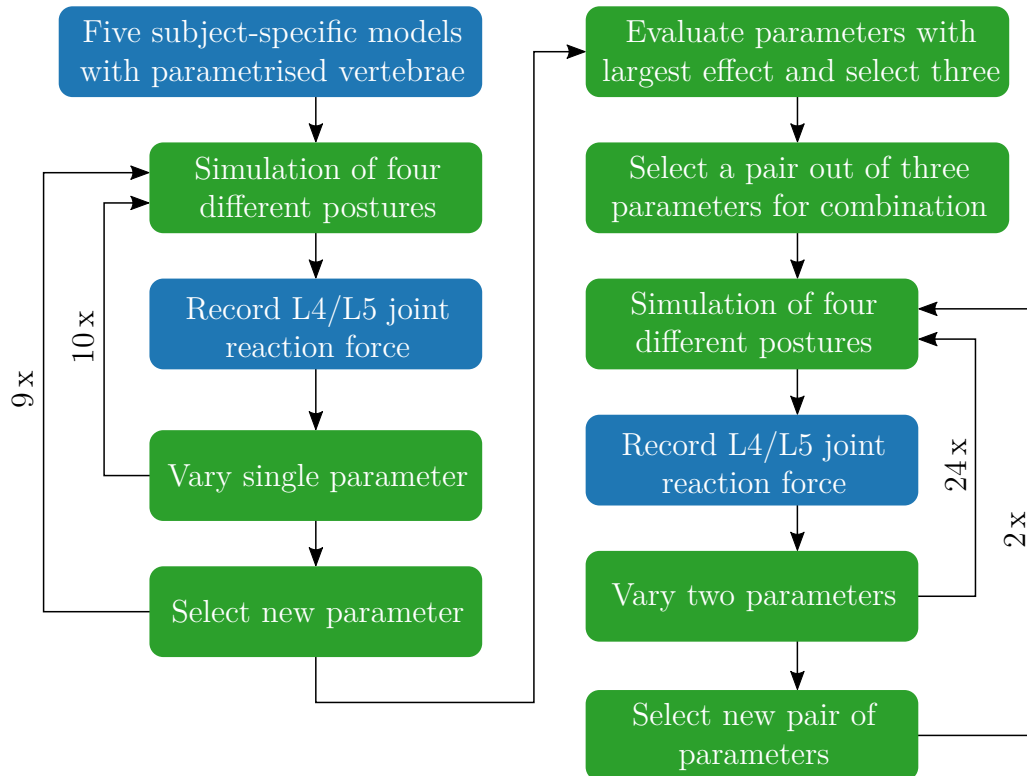 Five subject-specific models
with parametrised vertebrae
Simulation of four
different postures
Record L4/L5 joint
reaction force
Vary single parameter
Select new parameter
10 x
9 x
Evaluate parameters with
largest effect and select three
Select a pair out of three
parameters for combination
Simulation of four
different postures
Record L4/L5 joint
reaction force
Vary two parameters
Select new pair of
parameters
24 x
2 x